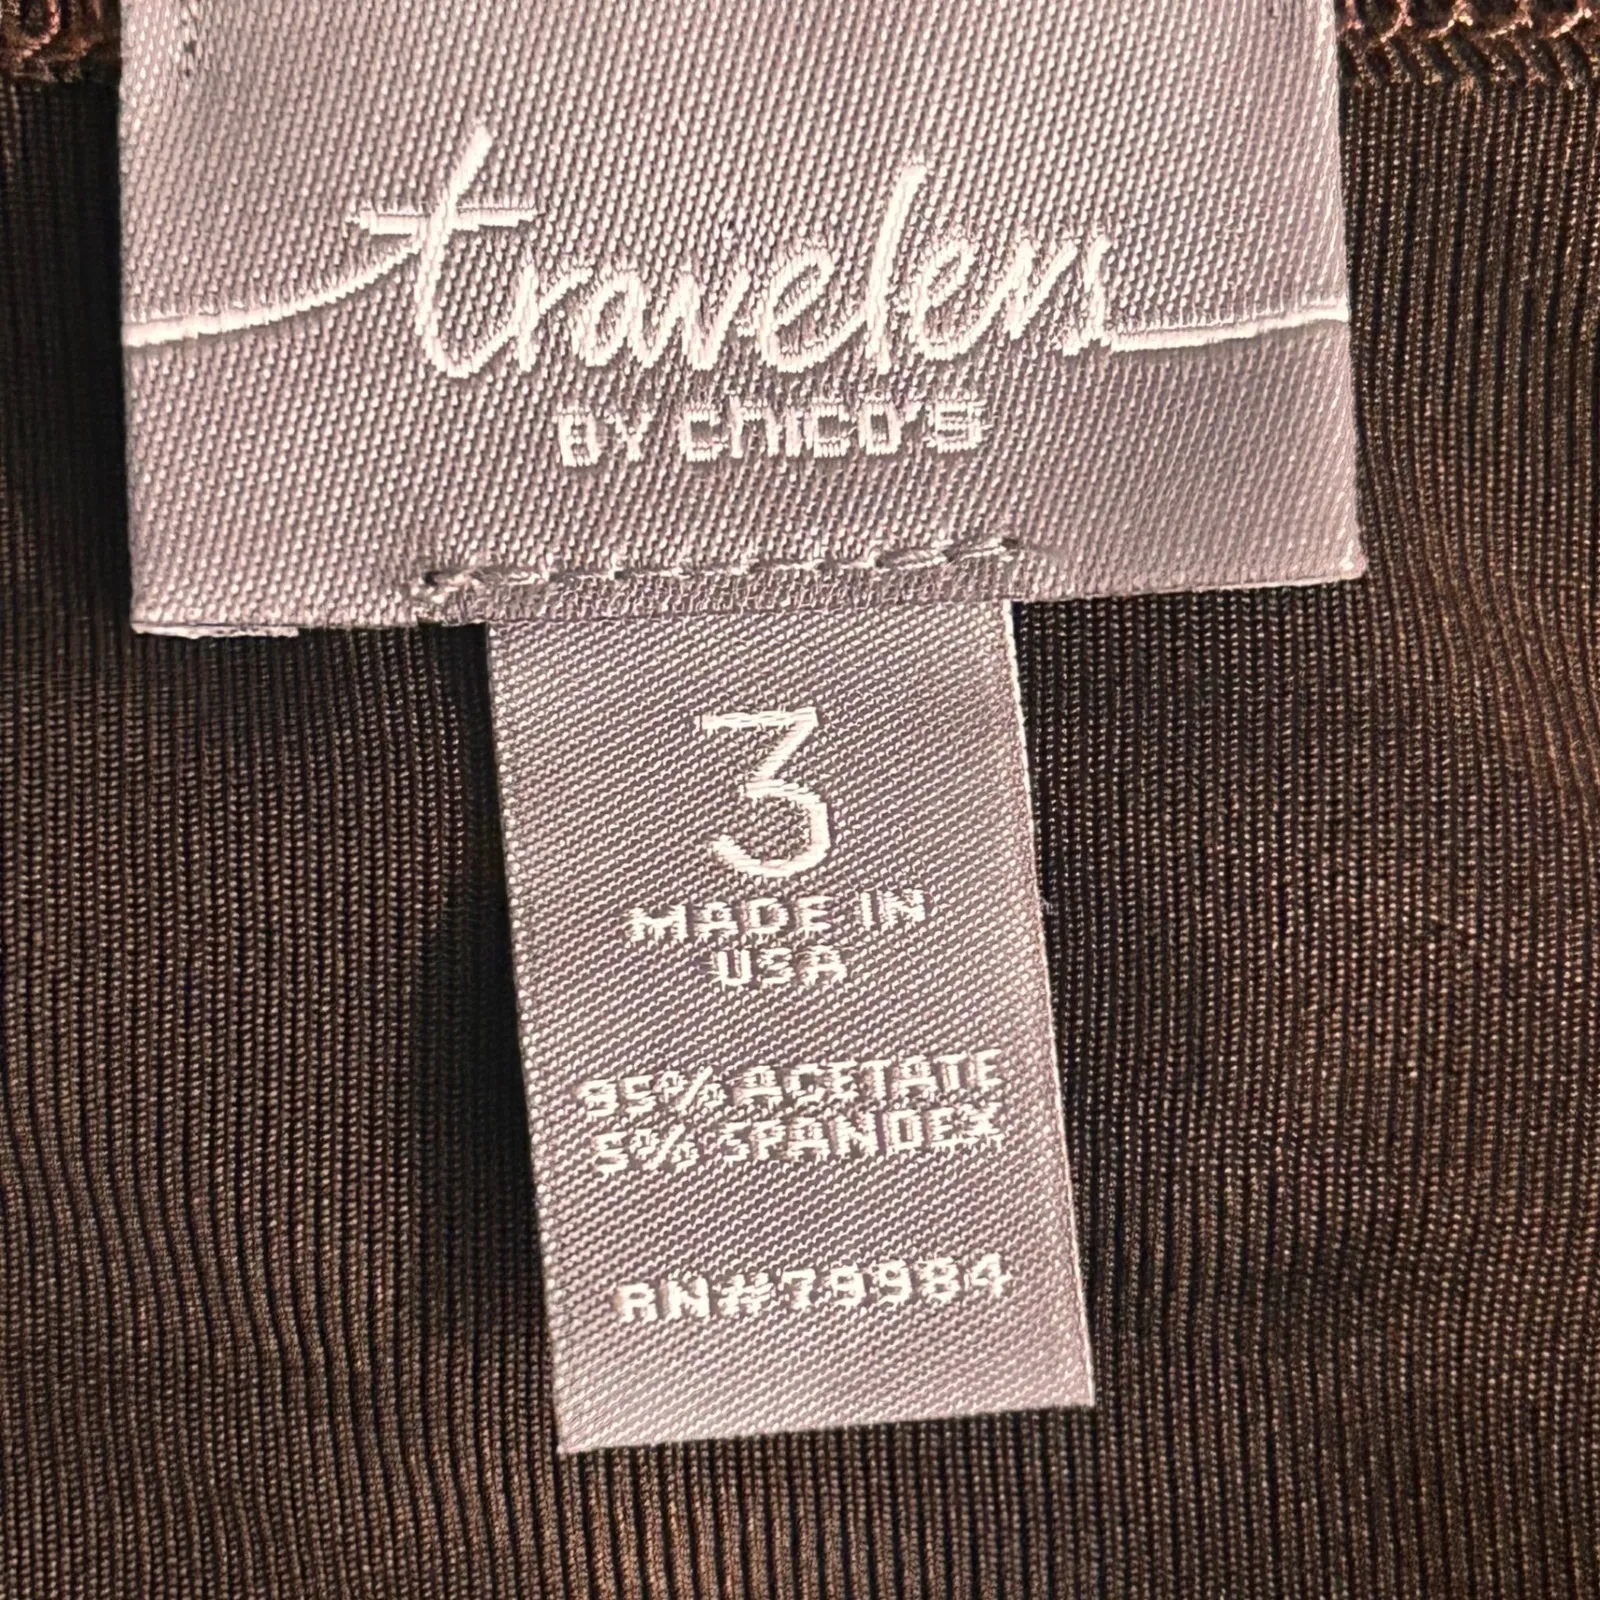 travelers
BY chico's
3
MADE IN
USA
95% ACETATE
5% SPANDEX
RN#79984